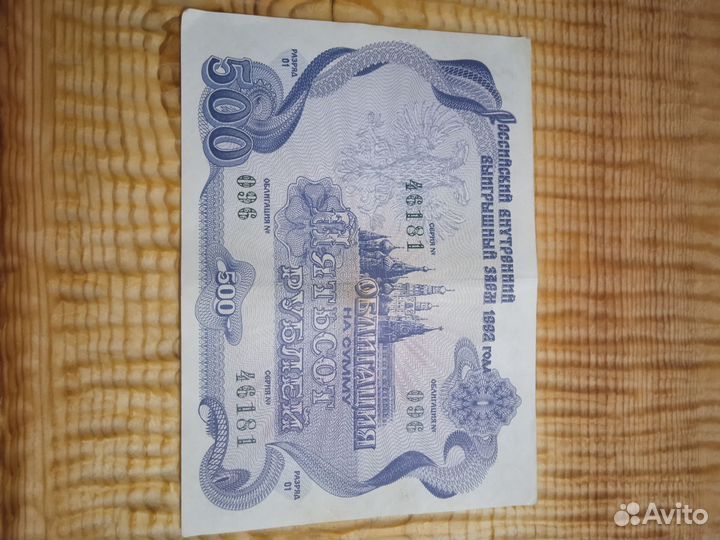 Российский внутренний
выигрышный заем 1992 года
СЕРИЯ № 46181
ОБЛИГАЦИЯ № 096
ОБЛИГАЦИЯ
НА СУММУ
ПЯТЬСОТ
РУБЛЕЙ
ОБЛИГАЦИЯ № 096
СЕРИЯ № 46181
500
500
РАЗРЯД
01
РАЗРЯД
01
Avito